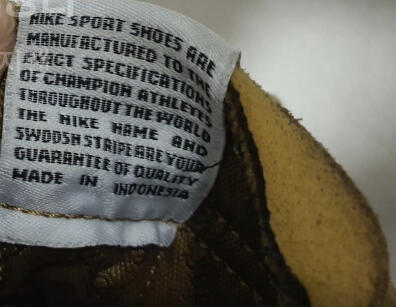 NIKE SPORT SHOES ARE
MANUFACTURED TO THE
EXACT SPECIFICATIONS
OF CHAMPION ATHLETES
THROUGHOUT THE WORLD
THE NIKE NAME AND
SWOOSH STRIPE ARE YOUR
GUARANTEE OF QUALITY
MADE IN INDONESIA